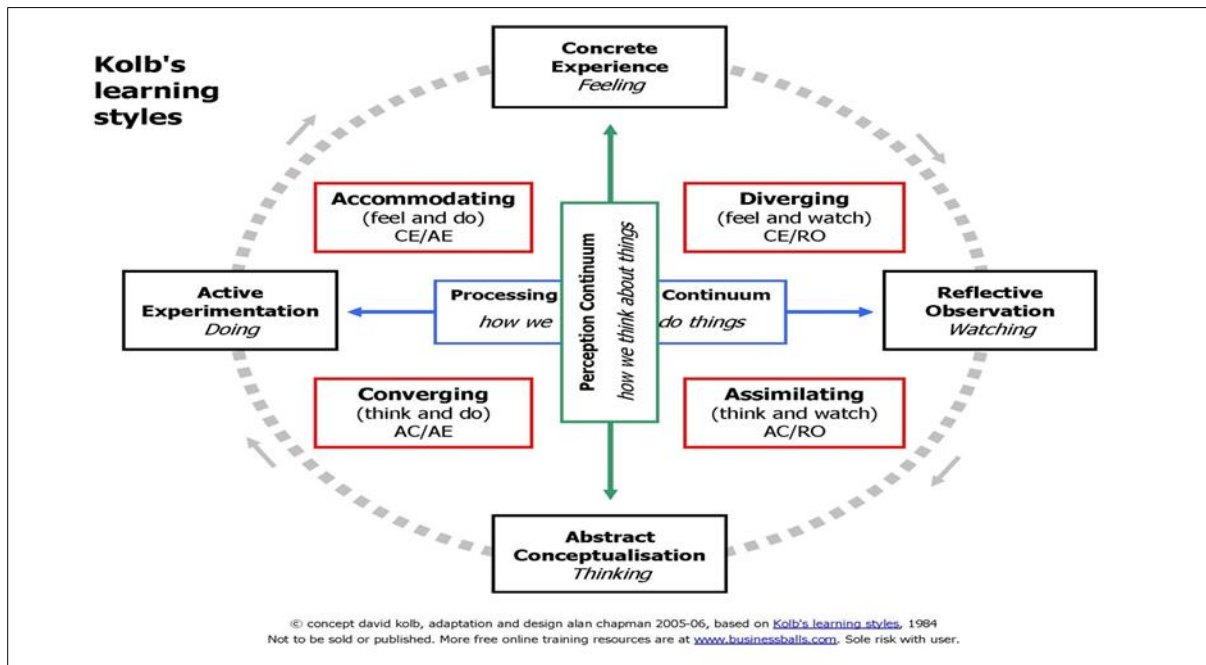 Kolb's
learning
styles
Concrete
Experience
Feeling
Accommodating
(feel and do)
CE/AE
Diverging
(feel and watch)
CE/RO
Active
Experimentation
Doing
Processing
how we
Perception Continuum
how we think about things
Continuum
do things
Reflective
Observation
Watching
Converging
(think and do)
AC/AE
Assimilating
(think and watch)
AC/RO
Abstract
Conceptualisation
Thinking
© concept david kolb, adaptation and design alan chapman 2005-06, based on Kolb's learning styles, 1984
Not to be sold or published. More free online training resources are at www.businessballs.com. Sole risk with user.